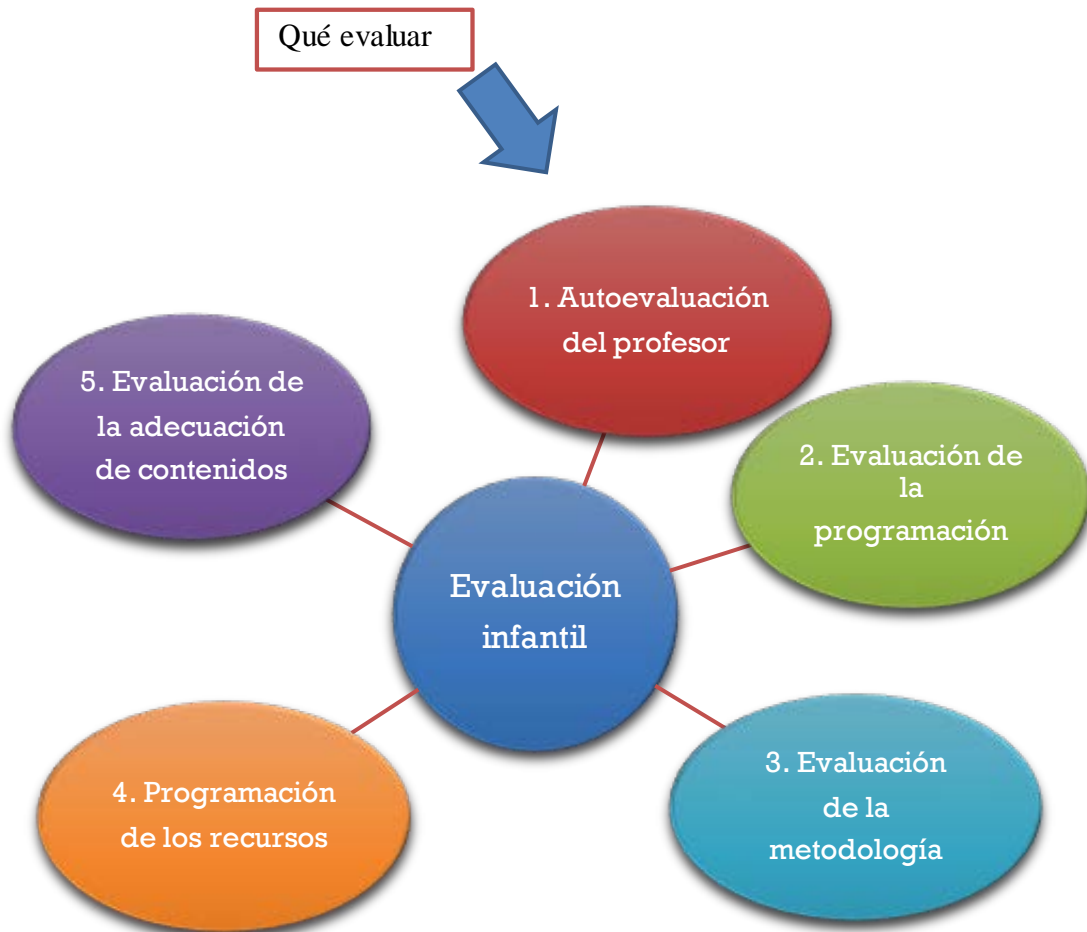 Qué evaluar
1. Autoevaluación
del profesor
2. Evaluación de
la
programación
3. Evaluación
de la
metodología
4. Programación
de los recursos
5. Evaluación de
la adecuación
de contenidos
Evaluación
infantil